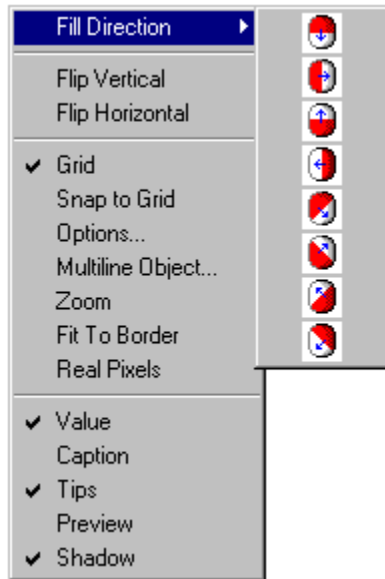 Fill Direction
Flip Vertical
Flip Horizontal
Grid
Snap to Grid
Options...
Multiline Object...
Zoom
Fit To Border
Real Pixels
Value
Caption
Tips
Preview
Shadow